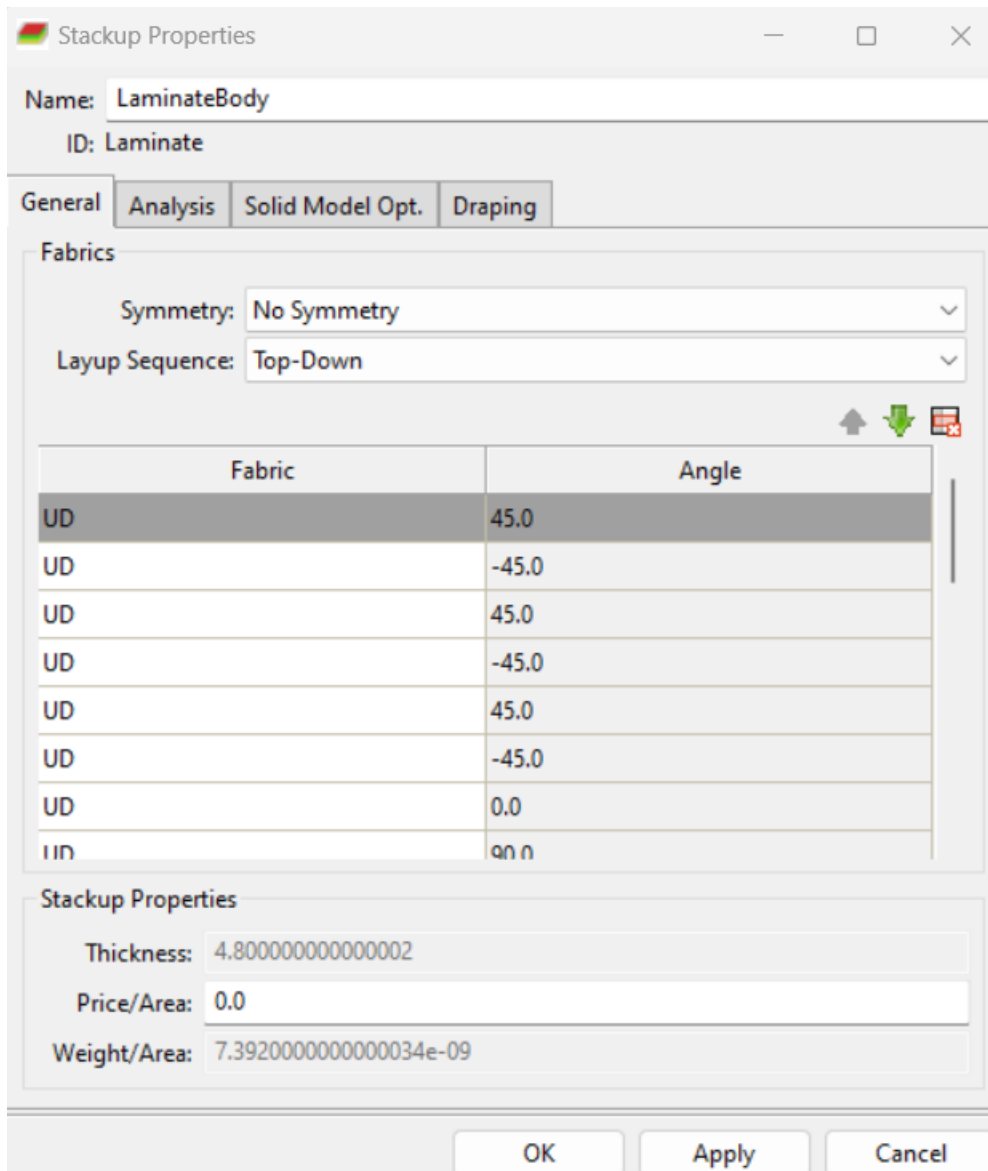 Stackup Properties
Name: LaminateBody
ID: Laminate
General Analysis Solid Model Opt. Draping
Fabrics
Symmetry: No Symmetry
Layup Sequence: Top-Down
Fabric Angle
UD 45.0
UD -45.0
UD 45.0
UD -45.0
UD 45.0
UD -45.0
UD 0.0
UD 90.0
Stackup Properties
Thickness: 4.800000000000002
Price/Area: 0.0
Weight/Area: 7.3920000000000034e-09
OK Apply Cancel